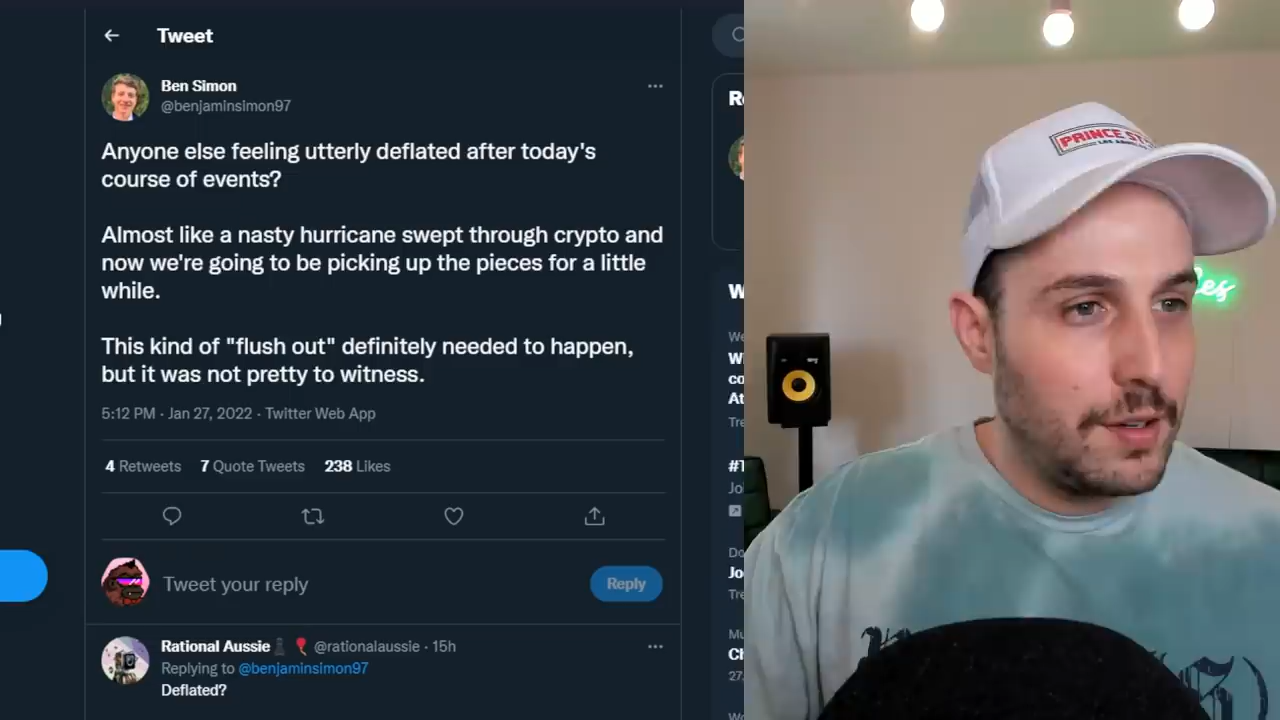 Tweet
Ben Simon
@benjaminsimon97
Anyone else feeling utterly deflated after today's
course of events?
Almost like a nasty hurricane swept through crypto and
now we're going to be picking up the pieces for a little
while.
This kind of "flush out" definitely needed to happen,
but it was not pretty to witness.
5:12 PM · Jan 27, 2022 · Twitter Web App
4 Retweets 7 Quote Tweets 238 Likes
Tweet your reply
Reply
Rational Aussie @rationalaussie · 15h
Replying to @benjaminsimon97
Deflated?
PRINCE ST